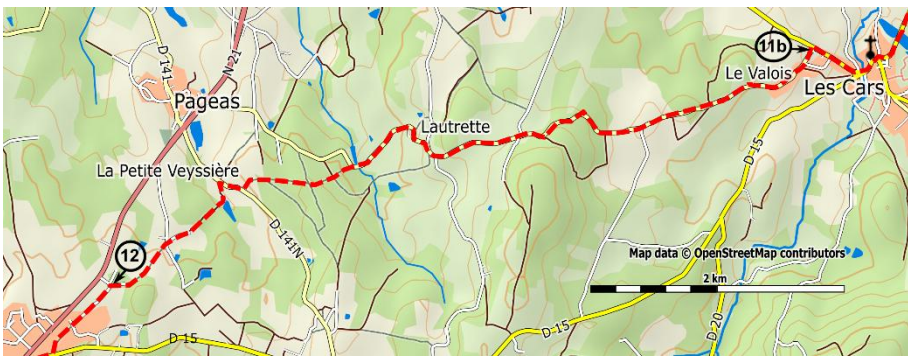 11b
Le Valois
Les Cars
D 141
N 21
Pageas
Lautrette
La Petite Veyssière
D 15
D 141N
12
Map data © OpenStreetMap contributors
2 km
D 15
D 15
D 20